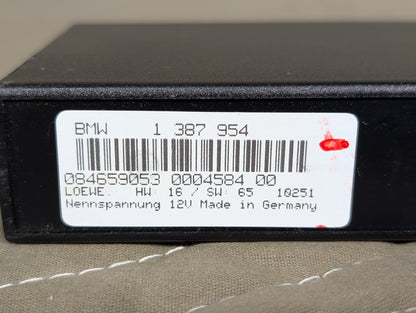 BMW 1 387 954
084659053 0004584 00
LOEWE. HW: 16 / SW: 65 10251
Nennspannung 12V Made in Germany